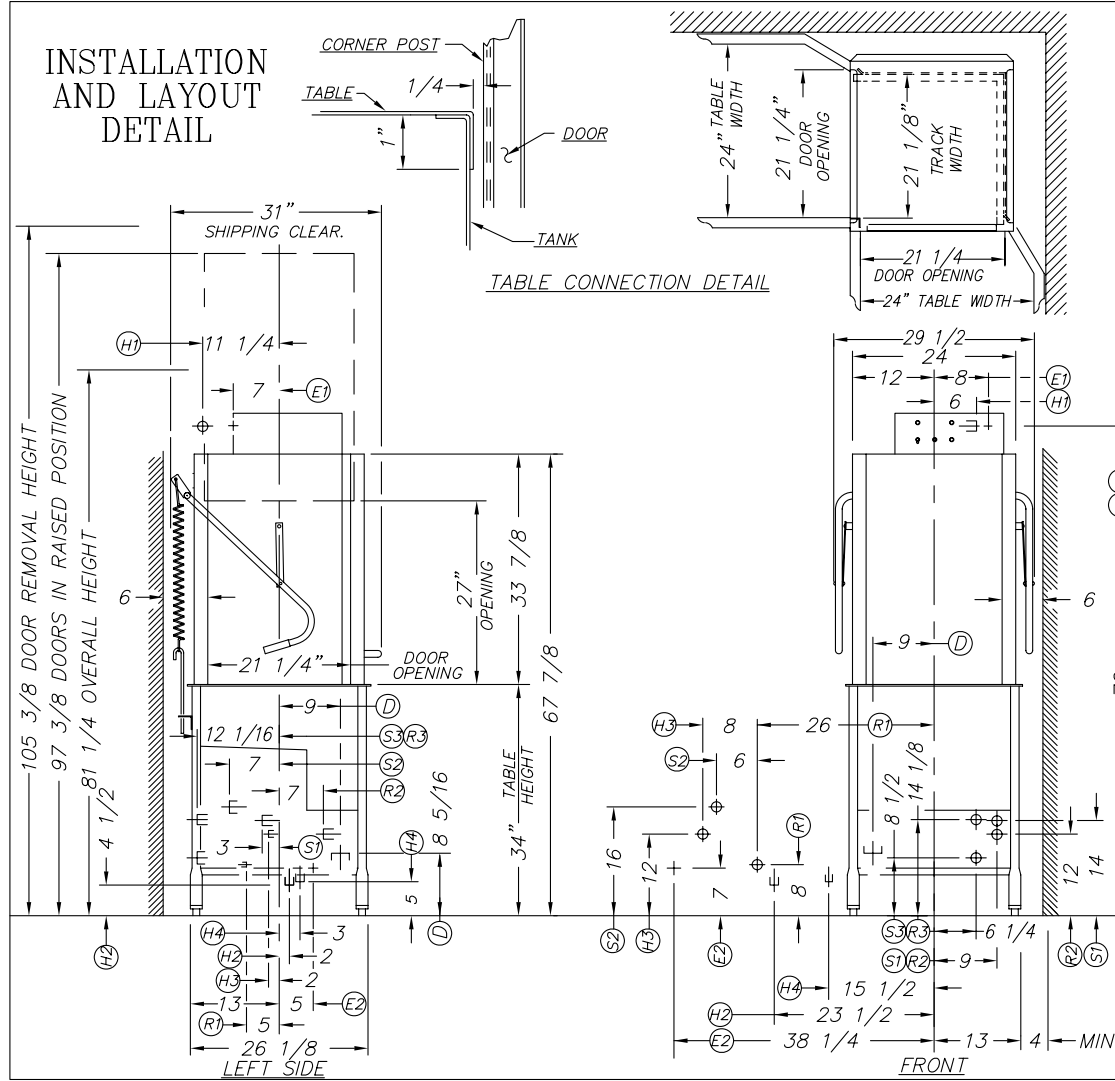 INSTALLATION
AND LAYOUT
DETAIL
CORNER POST
1/4
TABLE
1"
DOOR
TANK
TABLE CONNECTION DETAIL
24" TABLE
WIDTH
21 1/4"
DOOR
OPENING
21 1/8"
TRACK
WIDTH
21 1/4
DOOR OPENING
24" TABLE WIDTH
31"
SHIPPING CLEAR.
H1 11 1/4
7 E1
105 3/8 DOOR REMOVAL HEIGHT
97 3/8 DOORS IN RAISED POSITION
81 1/4 OVERALL HEIGHT
4 1/2
6
27"
OPENING
33 7/8
67 7/8
21 1/4"
DOOR
OPENING
9 D
12 1/16 S3 R3
7 S2
7 R2
3 S1
TABLE
HEIGHT
34"
8 5/16
H4
5
H2
D
H4 3
H2 2
H3 2
13 5 E2
R1 5
26 1/8
LEFT SIDE
29 1/2
24
12 8 E1
6 H1
6
9 D
H3 8 26 R1
S2 6
8 1/2
14 1/8
R1
16
12
7
8
12
14
S2
H3
E2
S3 R3 6 1/4
S1 R2 9
R2
S1
H4 15 1/2
H2 23 1/2
E2 38 1/4 13 4 MIN
FRONT